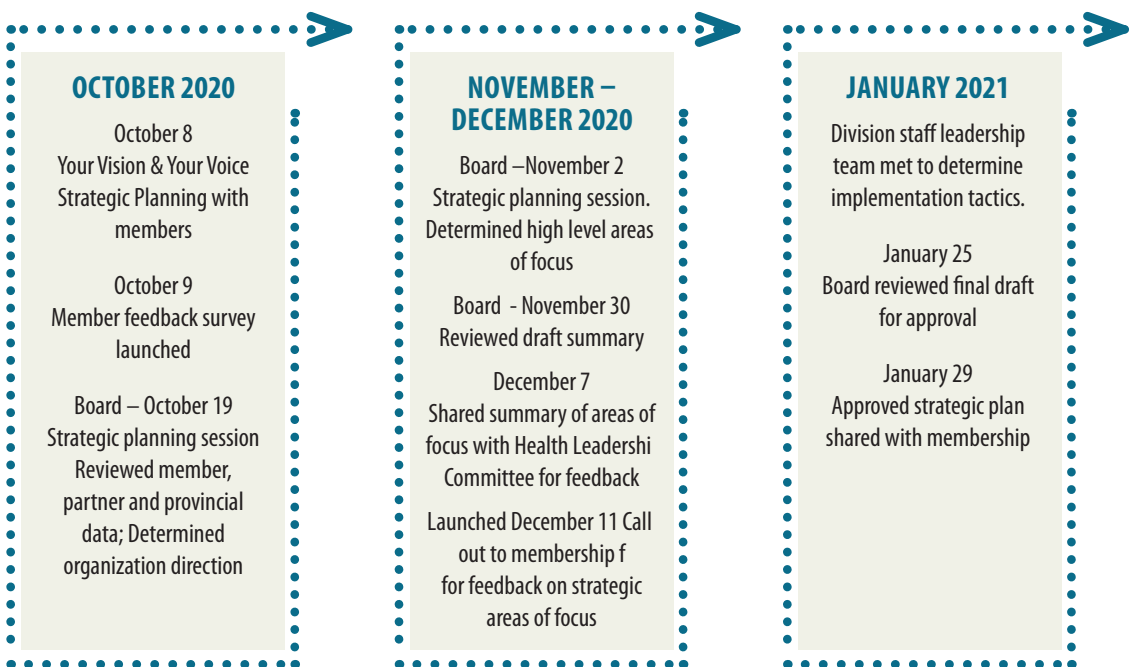 OCTOBER 2020
October 8
Your Vision & Your Voice
Strategic Planning with
members
October 9
Member feedback survey
launched
Board – October 19
Strategic planning session
Reviewed member,
partner and provincial
data; Determined
organization direction
NOVEMBER –
DECEMBER 2020
Board –November 2
Strategic planning session.
Determined high level areas
of focus
Board - November 30
Reviewed draft summary
December 7
Shared summary of areas of
focus with Health Leadershi
Committee for feedback
Launched December 11 Call
out to membership f
for feedback on strategic
areas of focus
JANUARY 2021
Division staff leadership
team met to determine
implementation tactics.
January 25
Board reviewed final draft
for approval
January 29
Approved strategic plan
shared with membership